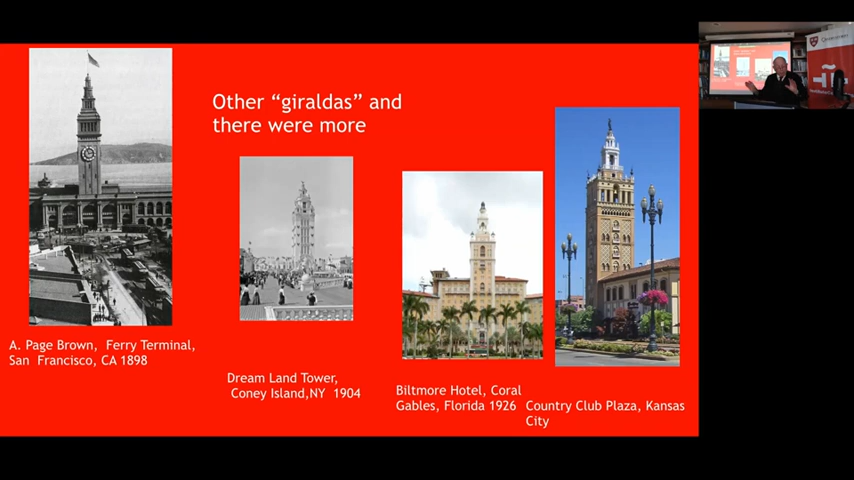 Other “giraldas” and
there were more
A. Page Brown, Ferry Terminal,
San Francisco, CA 1898
Dream Land Tower,
Coney Island,NY 1904
Biltmore Hotel, Coral
Gables, Florida 1926
Country Club Plaza, Kansas
City